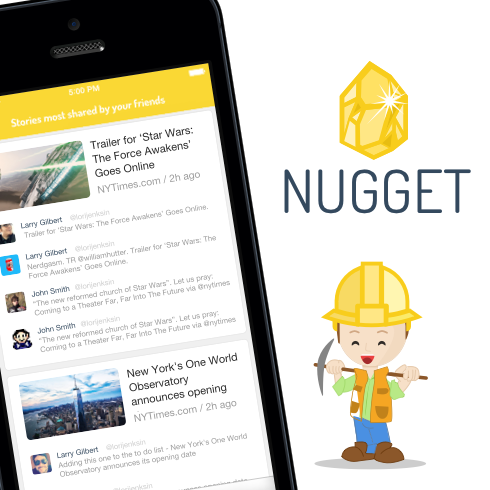 5:00 PM
Stories most shared by your friends
Trailer for ‘Star Wars:
The Force Awakens’
Goes Online
NYTimes.com / 2h ago
Larry Gilbert @lorijenksin
Trailer for ‘Star Wars: The Force Awakens’ Goes Online.
Larry Gilbert @lorijenksin
Nerdgasm. TR @williamhutter. Trailer for ‘Star Wars: The
Force Awakens’ Goes Online.
John Smith @lorijenksin
“The new reformed church of Star Wars”. Let us pray:
Coming to a Theater Far, Far Into The Future via @nytimes
John Smith @lorijenksin
“The new reformed church of Star Wars”. Let us pray:
Coming to a Theater Far, Far Into The Future via @nytimes
New York's One World
Observatory
announces opening
NYTimes.com / 2h ago
Larry Gilbert @lorijenksin
Adding this one to the to do list - New York's One World
Observatory announces its opening date
@lorijenksin
NUGGET